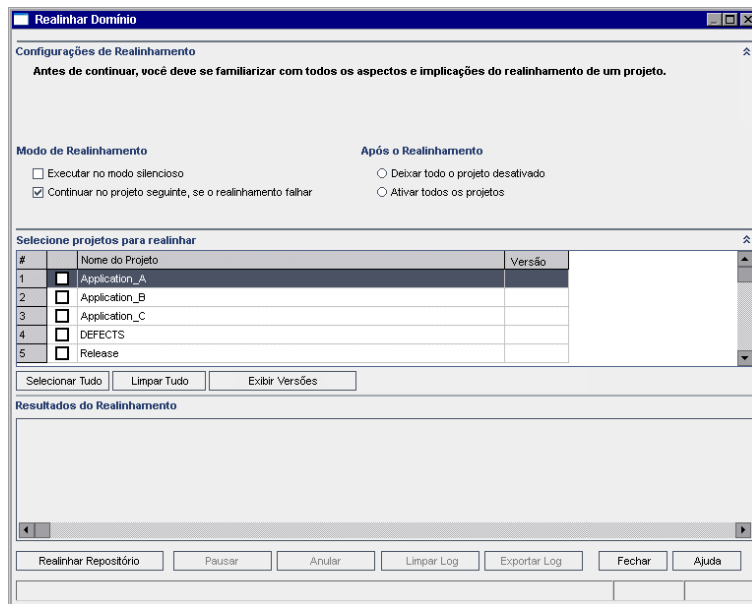 Realinhar Domínio
Configurações de Realinhamento
Antes de continuar, você deve se familiarizar com todos os aspectos e implicações do realinhamento de um projeto.
Modo de Realinhamento
Após o Realinhamento
Executar no modo silencioso
Deixar todo o projeto desativado
Continuar no projeto seguinte, se o realinhamento falhar
Ativar todos os projetos
Selecione projetos para realinhar
# Nome do Projeto Versão
1 Application_A
2 Application_B
3 Application_C
4 DEFECTS
5 Release
Selecionar Tudo Limpar Tudo Exibir Versões
Resultados do Realinhamento
Realinhar Repositório Pausar Anular Limpar Log Exportar Log Fechar Ajuda